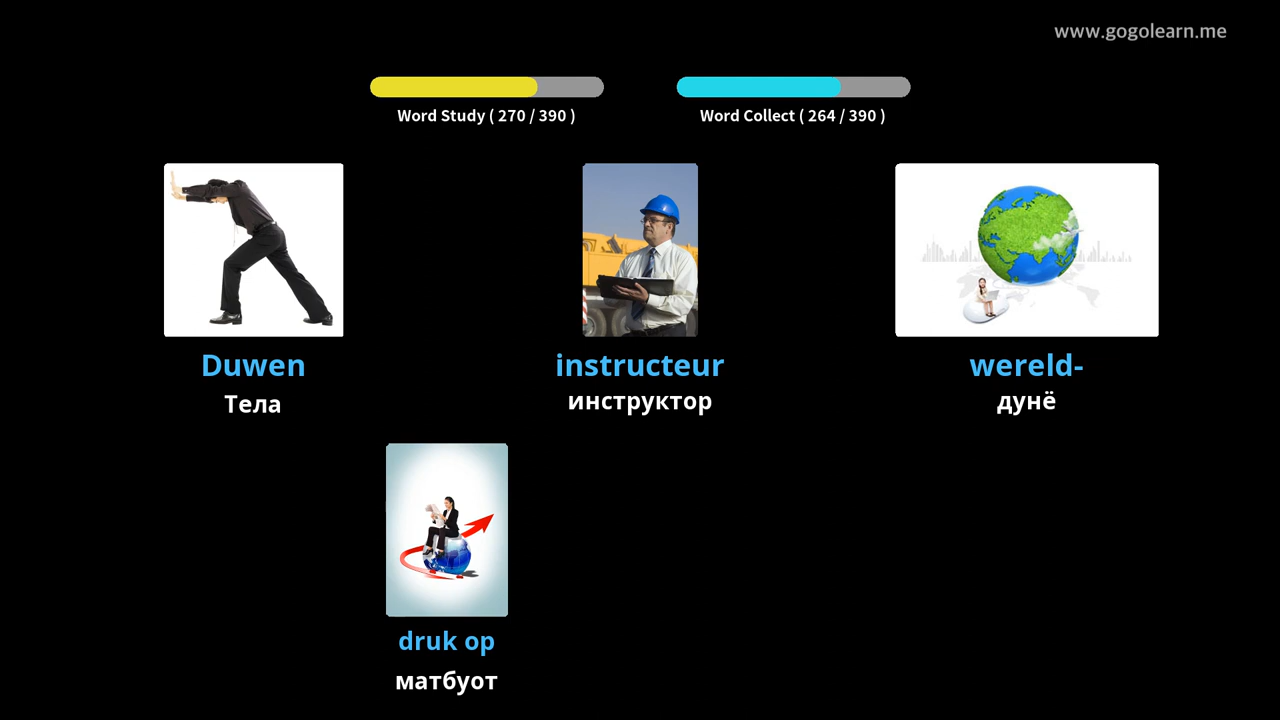 www.gogolearn.me
Word Study ( 270 / 390 )
Word Collect ( 264 / 390 )
Duwen
Тела
instructeur
инструктор
wereld-
дунё
druk op
матбуот